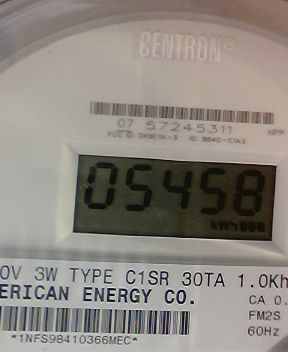 CENTRON®
07 57245311
05458
0V 3W TYPE C1SR 30TA 1.0Kh
ERICAN ENERGY CO.
CA 0.
FM2S
60Hz
*1NFS98410366MEC*